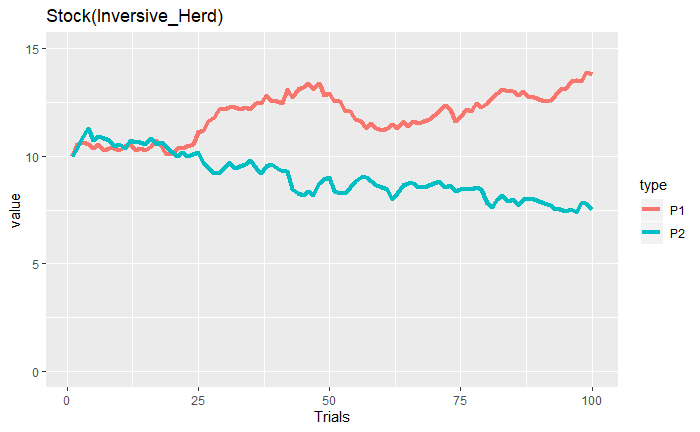 Stock(Inversive_Herd)
15
10
5
0
value
0 25 50 75 100
Trials
type
P1
P2